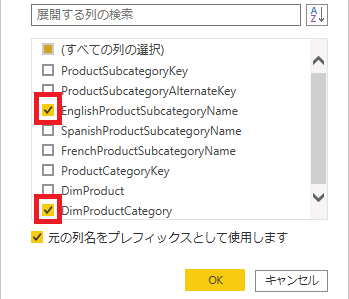 展開する列の検索
A
Z
(すべての列の選択)
ProductSubcategoryKey
ProductSubcategoryAlternateKey
EnglishProductSubcategoryName
SpanishProductSubcategoryName
FrenchProductSubcategoryName
ProductCategoryKey
DimProduct
DimProductCategory
元の列名をプレフィックスとして使用します
OK
キャンセル